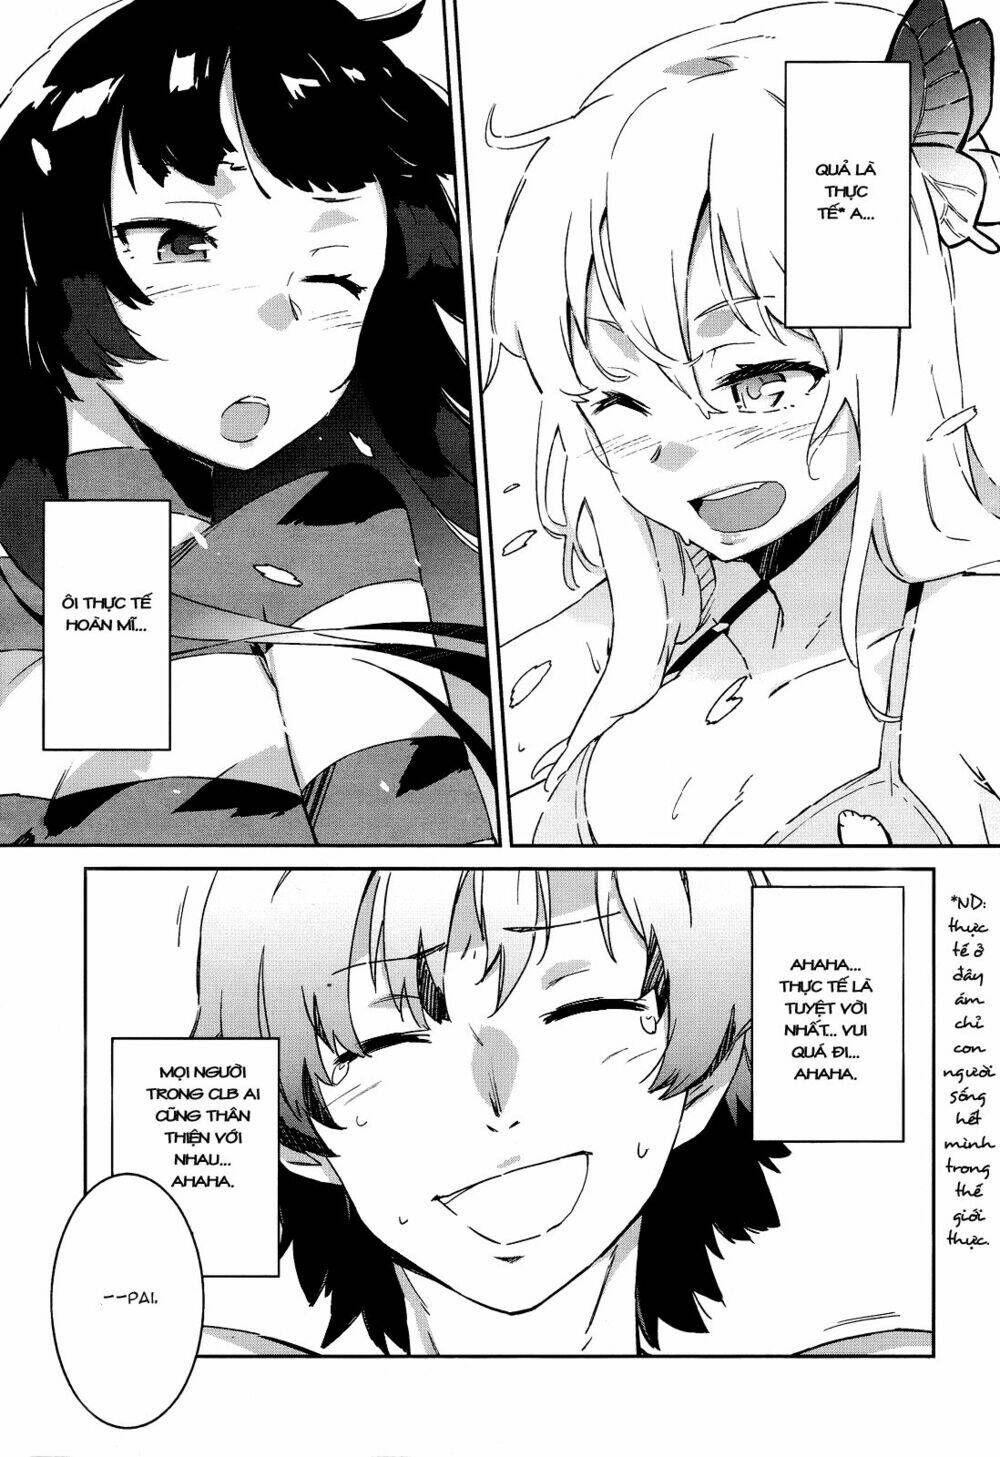 QUẢ LÀ
THỰC
TẾ* A...
ÔI THỰC TẾ
HOÀN MĨ...
AHAHA...
THỰC TẾ LÀ
TUYỆT VỜI
NHẤT... VUI
QUÁ ĐI...
AHAHA.
MỌI NGƯỜI
TRONG CLB AI
CŨNG THÂN
THIỆN VỚI
NHAU...
AHAHA.
--PAI.
*ND:
thực
tế ở
đây
ám
chỉ
con
người
sống
hết
mình
trong
thế
giới
thực.